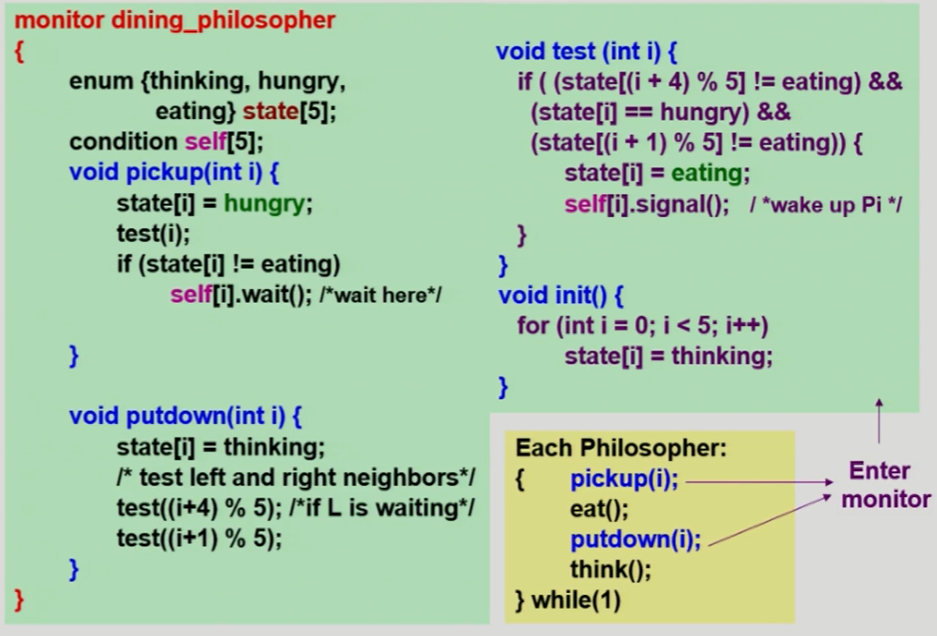 monitor dining_philosopher
{
enum {thinking, hungry,
eating} state[5];
condition self[5];
void pickup(int i) {
state[i] = hungry;
test(i);
if (state[i] != eating)
self[i].wait(); /*wait here*/
}
void putdown(int i) {
state[i] = thinking;
/* test left and right neighbors*/
test((i+4) % 5); /*if L is waiting*/
test((i+1) % 5);
}
}
void test (int i) {
if ( (state[(i + 4) % 5] != eating) &&
(state[i] == hungry) &&
(state[(i + 1) % 5] != eating)) {
state[i] = eating;
self[i].signal(); / *wake up Pi */
}
}
void init() {
for (int i = 0; i < 5; i++)
state[i] = thinking;
}
Each Philosopher:
{ pickup(i);
eat();
putdown(i);
think();
} while(1)
Enter
monitor